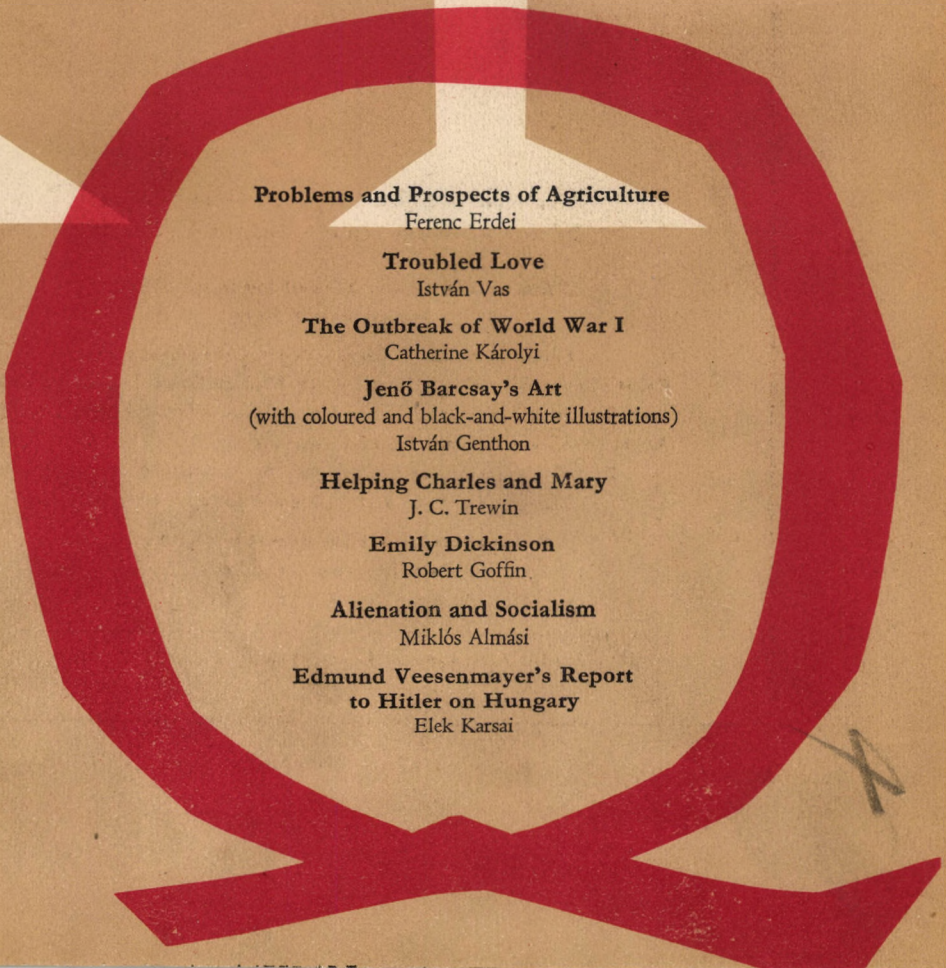 Problems and Prospects of Agriculture
Ferenc Erdei
Troubled Love
István Vas
The Outbreak of World War I
Catherine Károlyi
Jenő Barcsay's Art
(with coloured and black-and-white illustrations)
István Genthon
Helping Charles and Mary
J. C. Trewin
Emily Dickinson
Robert Goffin
Alienation and Socialism
Miklós Almási
Edmund Veesenmayer's Report
to Hitler on Hungary
Elek Karsai